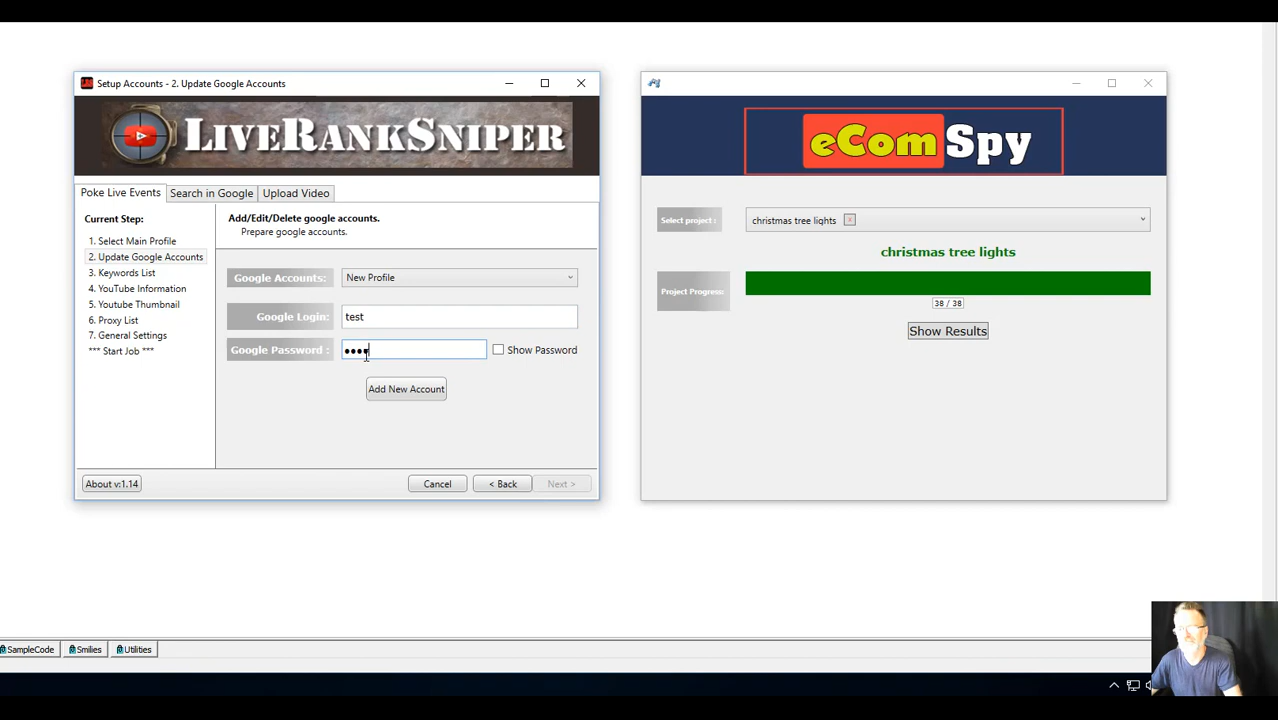 Setup Accounts - 2. Update Google Accounts
LIVERANKSNIPER
Poke Live Events
Search in Google
Upload Video
Current Step:
1. Select Main Profile
2. Update Google Accounts
3. Keywords List
4. YouTube Information
5. Youtube Thumbnail
6. Proxy List
7. General Settings
*** Start Job ***
Add/Edit/Delete google accounts.
Prepare google accounts.
Google Accounts:
New Profile
Google Login:
test
Google Password :
••••
Show Password
Add New Account
About v:1.14
Cancel
< Back
Next >
eComSpy
Select project :
christmas tree lights
x
christmas tree lights
Project Progress:
38 / 38
Show Results
SampleCode
Smilies
Utilities